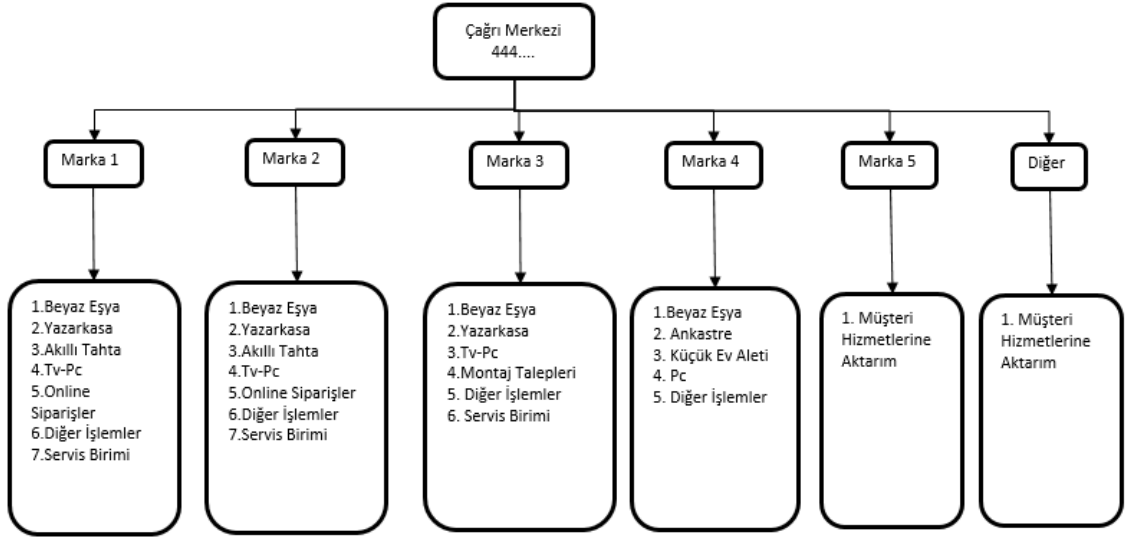 Çağrı Merkezi
444....
Marka 1
Marka 2
Marka 3
Marka 4
Marka 5
Diğer
1.Beyaz Eşya
2.Yazarkasa
3.Akıllı Tahta
4.Tv-Pc
5.Online
Siparişler
6.Diğer İşlemler
7.Servis Birimi
1.Beyaz Eşya
2.Yazarkasa
3.Akıllı Tahta
4.Tv-Pc
5.Online Siparişler
6.Diğer İşlemler
7.Servis Birimi
1.Beyaz Eşya
2.Yazarkasa
3.Tv-Pc
4.Montaj Talepleri
5. Diğer İşlemler
6. Servis Birimi
1.Beyaz Eşya
2. Ankastre
3. Küçük Ev Aleti
4. Pc
5. Diğer İşlemler
1. Müşteri
Hizmetlerine
Aktarım
1. Müşteri
Hizmetlerine
Aktarım